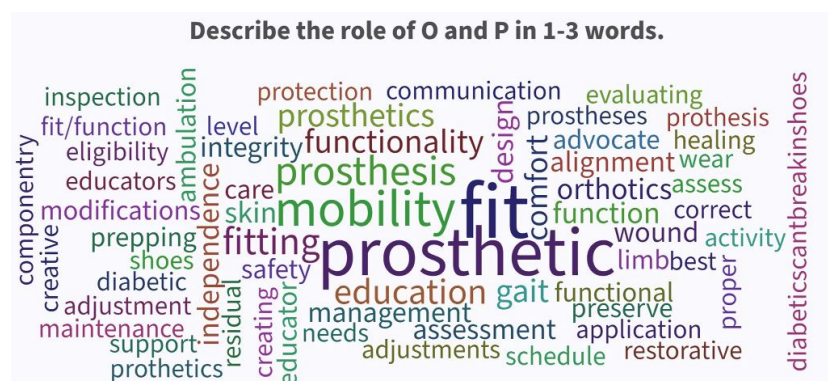 Describe the role of O and P in 1-3 words.
inspection
ambulation
protection
communication
evaluating
diabeticscantbreakinshoes
fit/function
level
prosthetics
design
prostheses
prothesis
eligibility
integrity
functionality
comfort
advocate
healing
componentry
educators
independence
care
prosthesis
alignment
wear
orthotics
assess
modifications
skin
mobility
fit
function
correct
creative
prepping
fitting
prosthetic
wound
activity
shoes
safety
limb
best
proper
diabetic
residual
creating
educator
education
gait
functional
adjustment
management
preserve
maintenance
needs
assessment
application
support
adjustments
schedule
restorative
prothetics